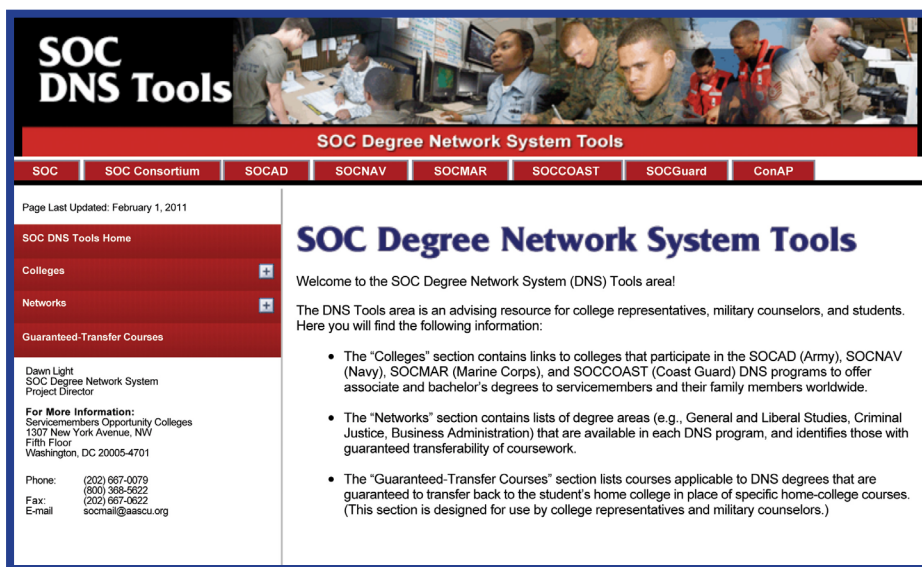 SOC
DNS Tools
SOC Degree Network System Tools
SOC
SOC Consortium
SOCAD
SOCNAV
SOCMAR
SOCCOAST
SOCGuard
ConAP
Page Last Updated: February 1, 2011
SOC DNS Tools Home
Colleges
Networks
Guaranteed-Transfer Courses
Dawn Light
SOC Degree Network System
Project Director
For More Information:
Servicemembers Opportunity Colleges
1307 New York Avenue, NW
Fifth Floor
Washington, DC 20005-4701
Phone: (202) 667-0079
(800) 368-5622
Fax: (202) 667-0622
E-mail socmail@aascu.org
SOC Degree Network System Tools
Welcome to the SOC Degree Network System (DNS) Tools area!
The DNS Tools area is an advising resource for college representatives, military counselors, and students.
Here you will find the following information:
• The “Colleges” section contains links to colleges that participate in the SOCAD (Army), SOCNAV
(Navy), SOCMAR (Marine Corps), and SOCCOAST (Coast Guard) DNS programs to offer
associate and bachelor’s degrees to servicemembers and their family members worldwide.
• The “Networks” section contains lists of degree areas (e.g., General and Liberal Studies, Criminal
Justice, Business Administration) that are available in each DNS program, and identifies those with
guaranteed transferability of coursework.
• The “Guaranteed-Transfer Courses” section lists courses applicable to DNS degrees that are
guaranteed to transfer back to the student’s home college in place of specific home-college courses.
(This section is designed for use by college representatives and military counselors.)